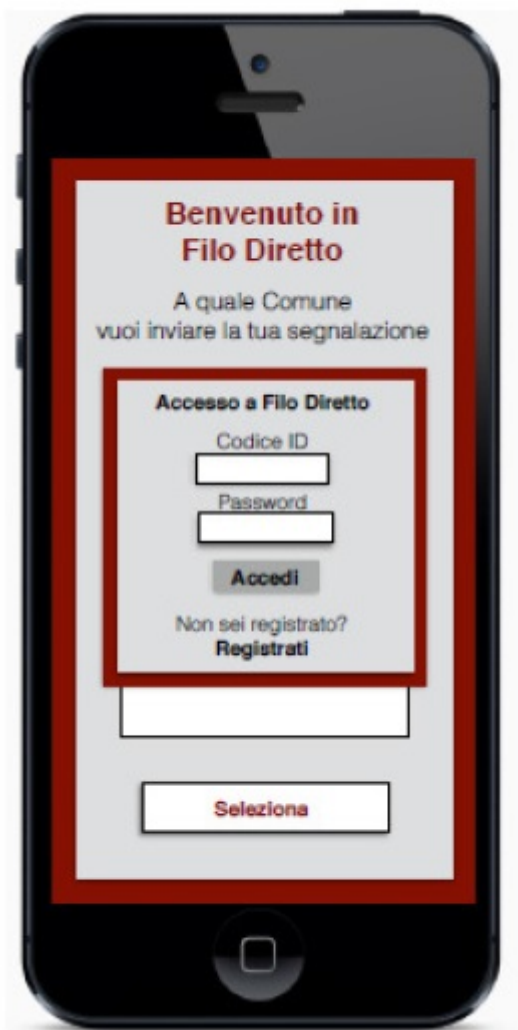 Benvenuto in
Filo Diretto
A quale Comune
vuoi inviare la tua segnalazione
Accesso a Filo Diretto
Codice ID
Password
Accedi
Non sei registrato?
Registrati
Seleziona